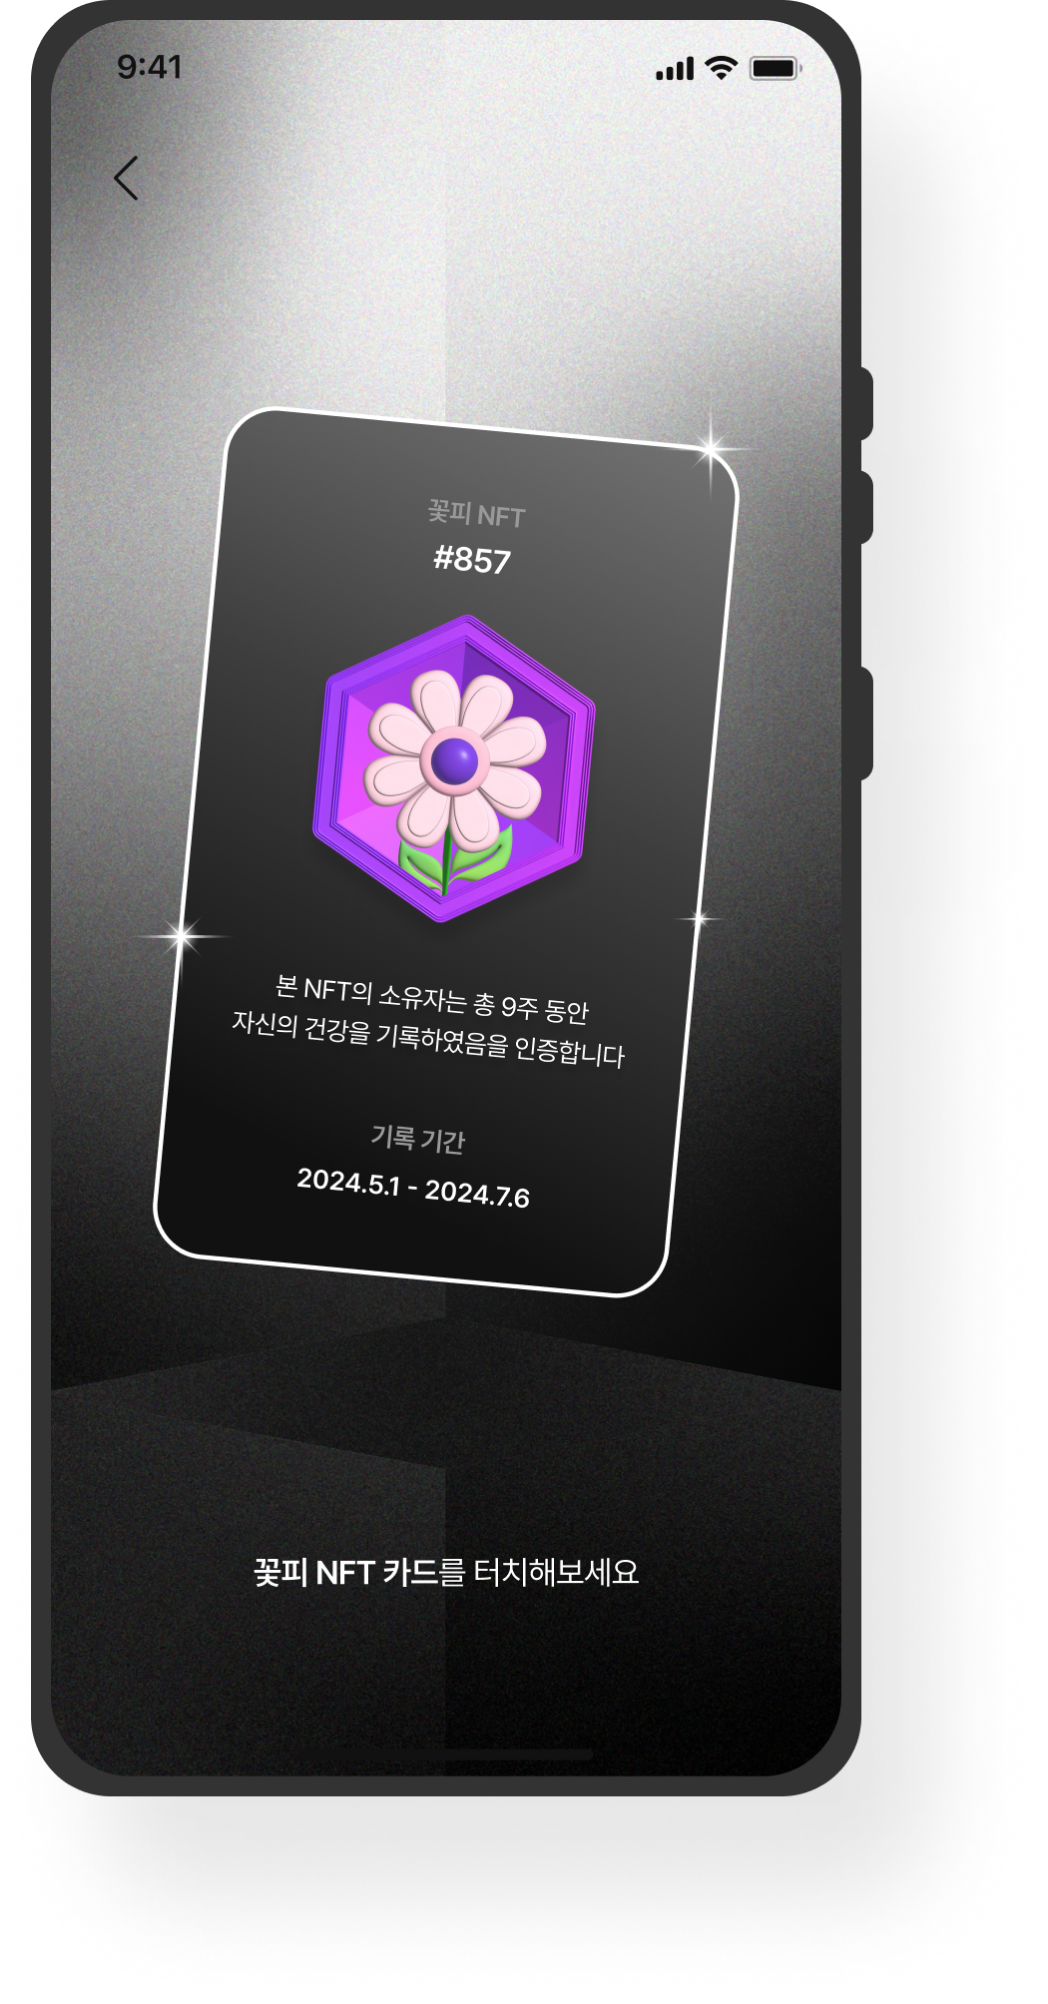 9:41
꽃피 NFT
#857
본 NFT의 소유자는 총 9주 동안
자신의 건강을 기록하였음을 인증합니다
기록 기간
2024.5.1 - 2024.7.6
꽃피 NFT 카드를 터치해보세요